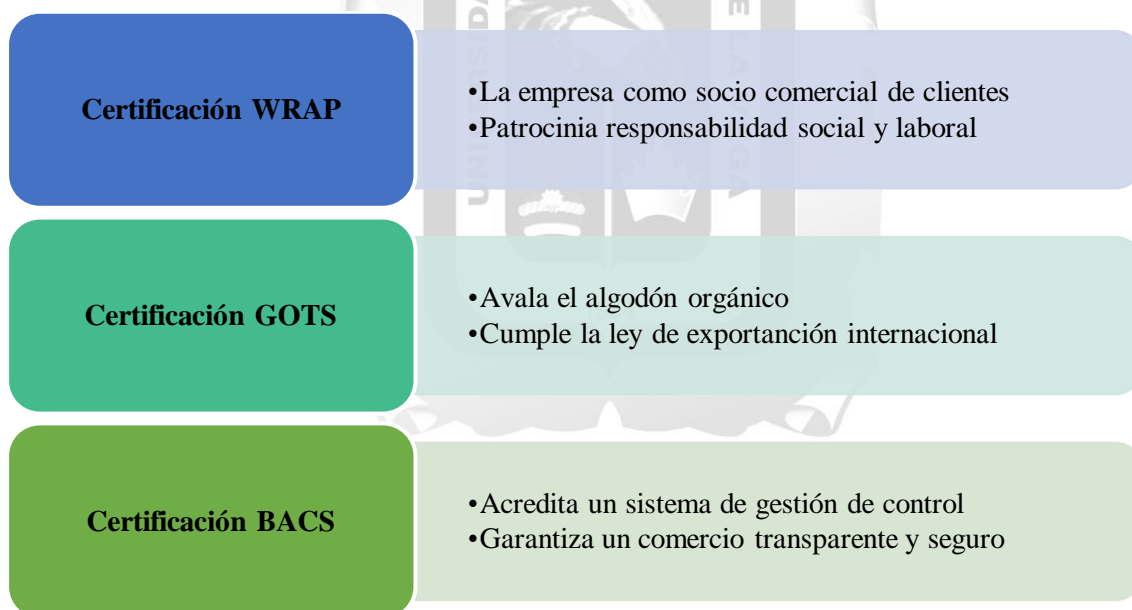 Certificación WRAP
•La empresa como socio comercial de clientes
•Patrocinia responsabilidad social y laboral
Certificación GOTS
•Avala el algodón orgánico
•Cumple la ley de exportanción internacional
Certificación BACS
•Acredita un sistema de gestión de control
•Garantiza un comercio transparente y seguro